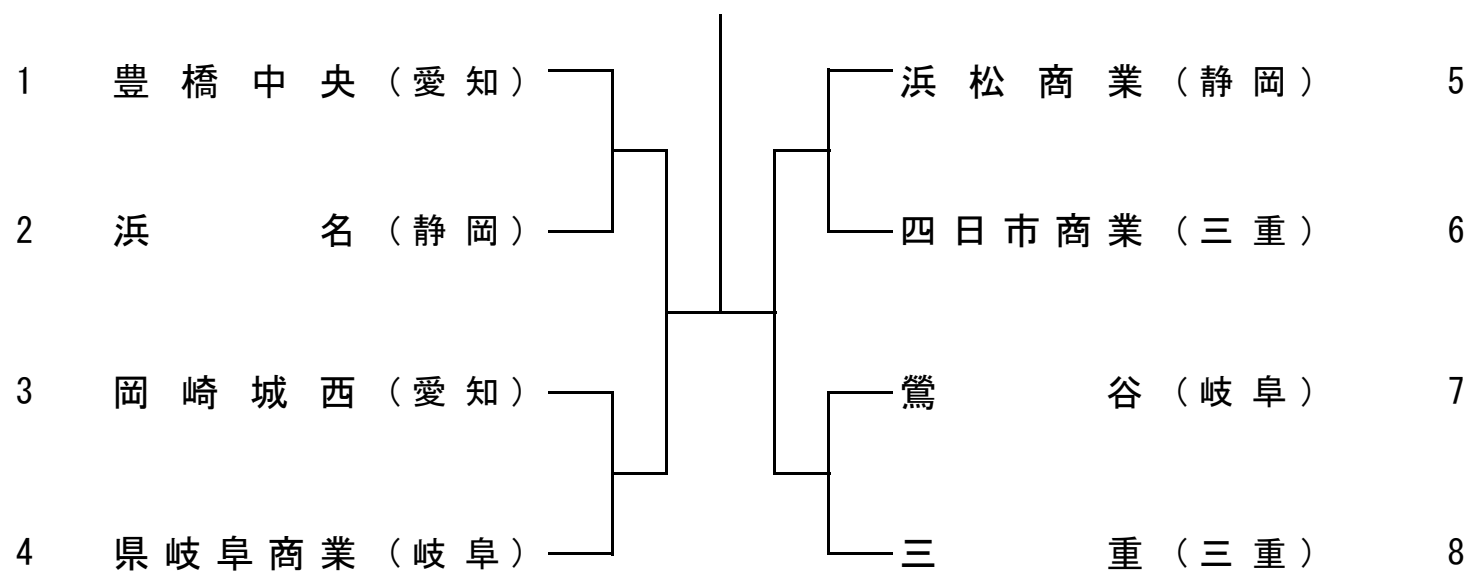 1 豊橋中央(愛知) 浜松商業(静岡) 5
2 浜名(静岡) 四日市商業(三重) 6
3 岡崎城西(愛知) 鶯谷(岐阜) 7
4 県岐阜商業(岐阜) 三重(三重) 8